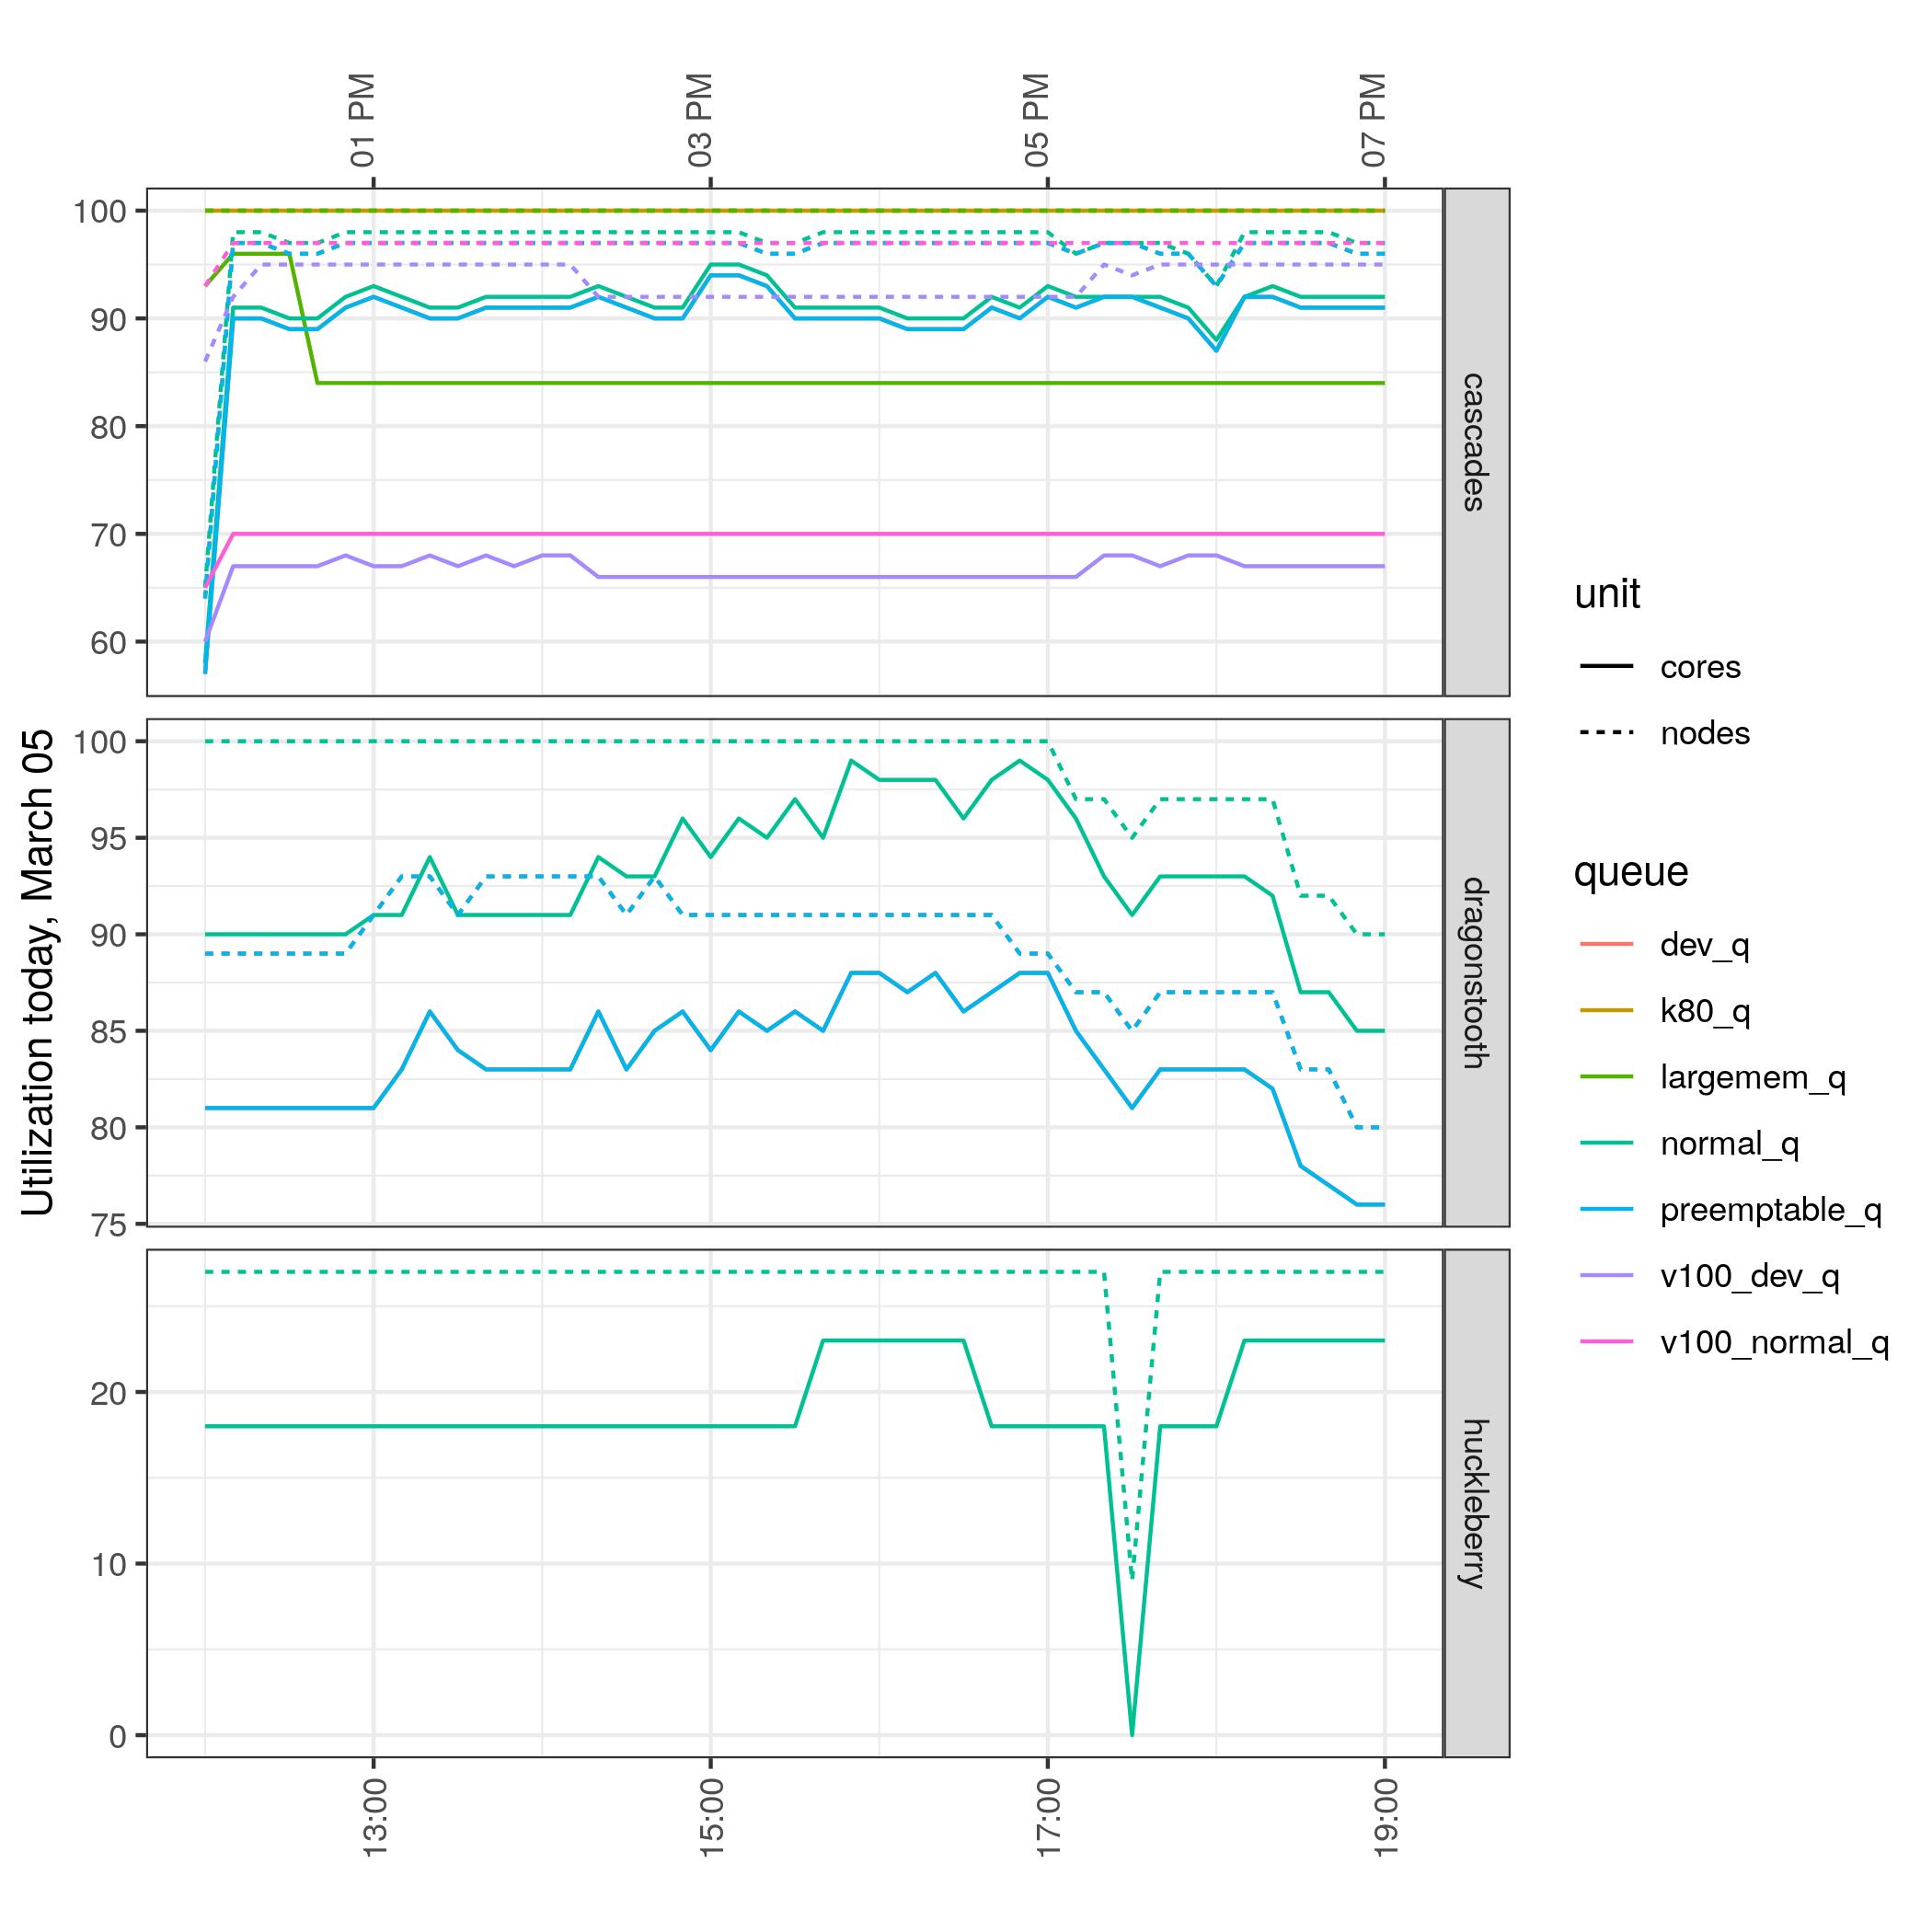 01 PM
03 PM
05 PM
07 PM
Utilization today, March 05
100
90
80
70
60
cascades
100
95
90
85
80
75
dragonstooth
20
10
0
huckleberry
13:00
15:00
17:00
19:00
unit
cores
nodes
queue
dev_q
k80_q
largemem_q
normal_q
preemptable_q
v100_dev_q
v100_normal_q